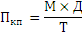 Пкп = М × Д / Т